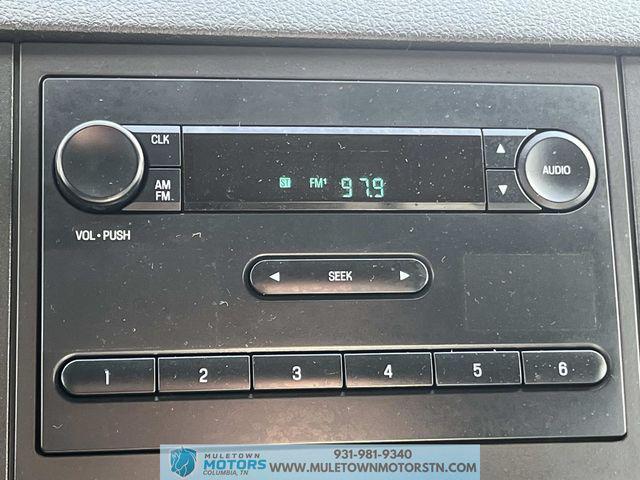 CLK
AM
FM
ST FM1 97.9
AUDIO
VOL • PUSH
SEEK
1 2 3 4 5 6
MULETOWN
MOTORS
COLUMBIA, TN
931-981-9340
WWW.MULETOWNMOTORSTN.COM